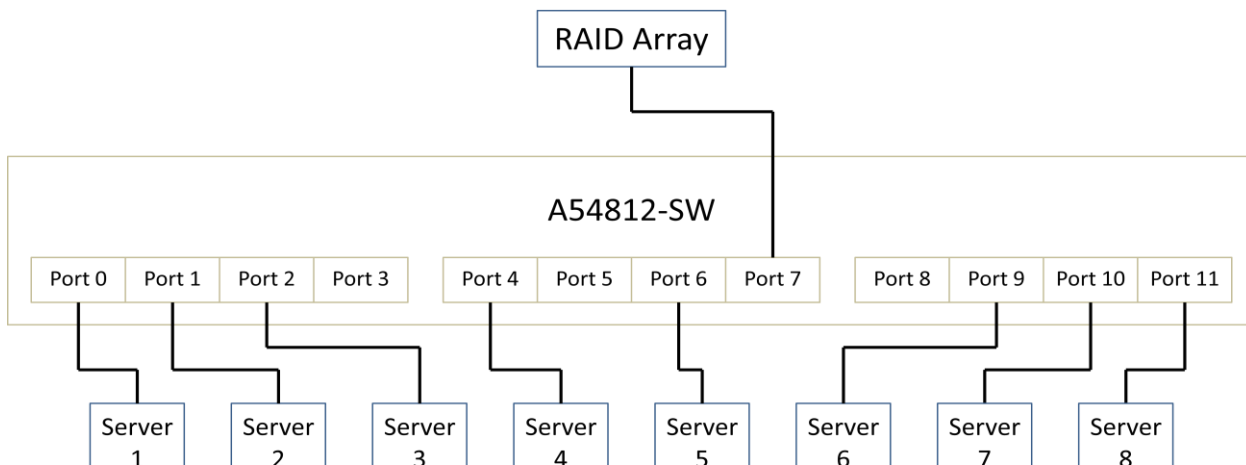 RAID Array
A54812-SW
Port 0 Port 1 Port 2 Port 3 Port 4 Port 5 Port 6 Port 7 Port 8 Port 9 Port 10 Port 11
Server Server Server Server Server Server Server Server
1 2 3 4 5 6 7 8